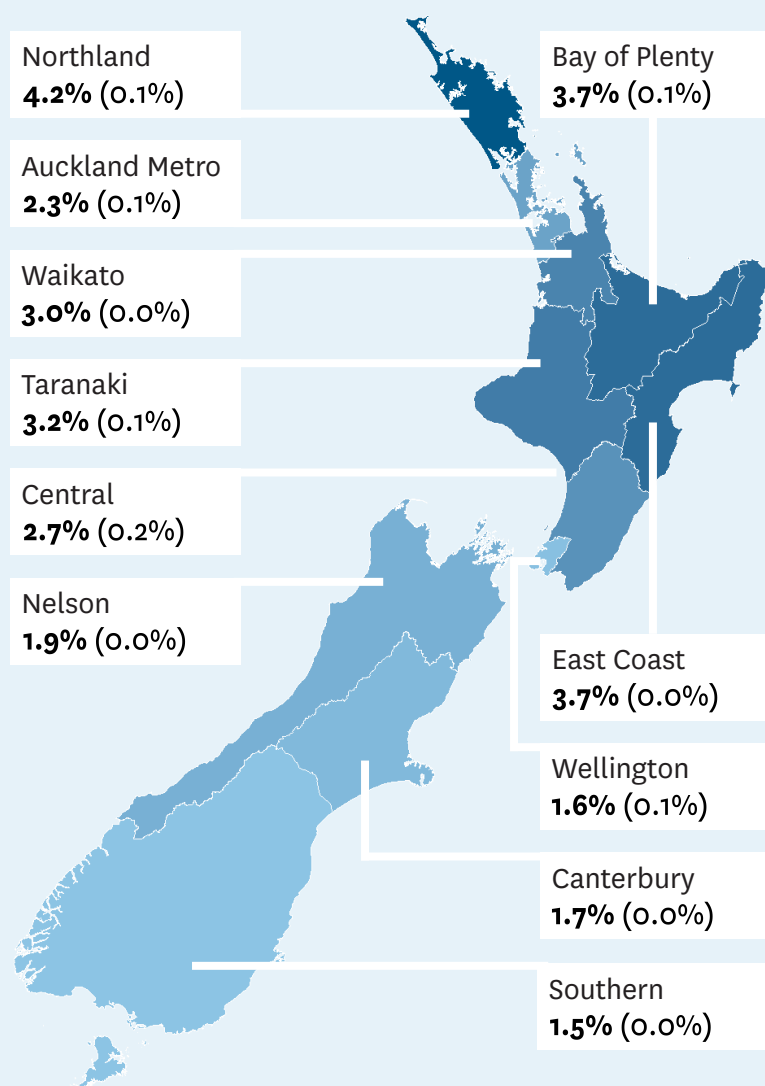 Northland
4.2% (0.1%)
Bay of Plenty
3.7% (0.1%)
Auckland Metro
2.3% (0.1%)
Waikato
3.0% (0.0%)
Taranaki
3.2% (0.1%)
Central
2.7% (0.2%)
Nelson
1.9% (0.0%)
East Coast
3.7% (0.0%)
Wellington
1.6% (0.1%)
Canterbury
1.7% (0.0%)
Southern
1.5% (0.0%)